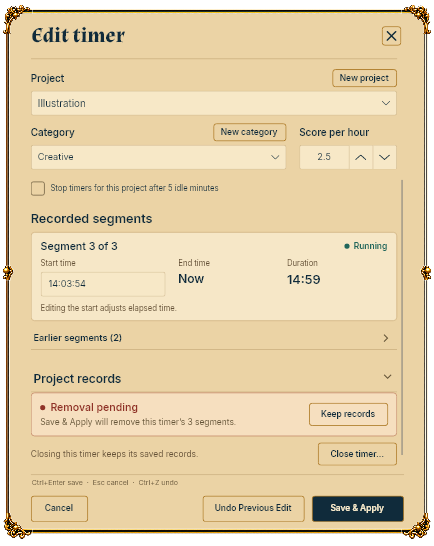 Edit timer
Project
New project
Illustration
Category
New category
Score per hour
Creative
2.5
Stop timers for this project after 5 idle minutes
Recorded segments
Segment 3 of 3
Running
Start time
End time
Duration
14:03:54
Now
14:59
Editing the start adjusts elapsed time.
Earlier segments (2)
Project records
Removal pending
Save & Apply will remove this timer's 3 segments.
Keep records
Closing this timer keeps its saved records.
Close timer...
Ctrl+Enter save · Esc cancel · Ctrl+Z undo
Cancel
Undo Previous Edit
Save & Apply